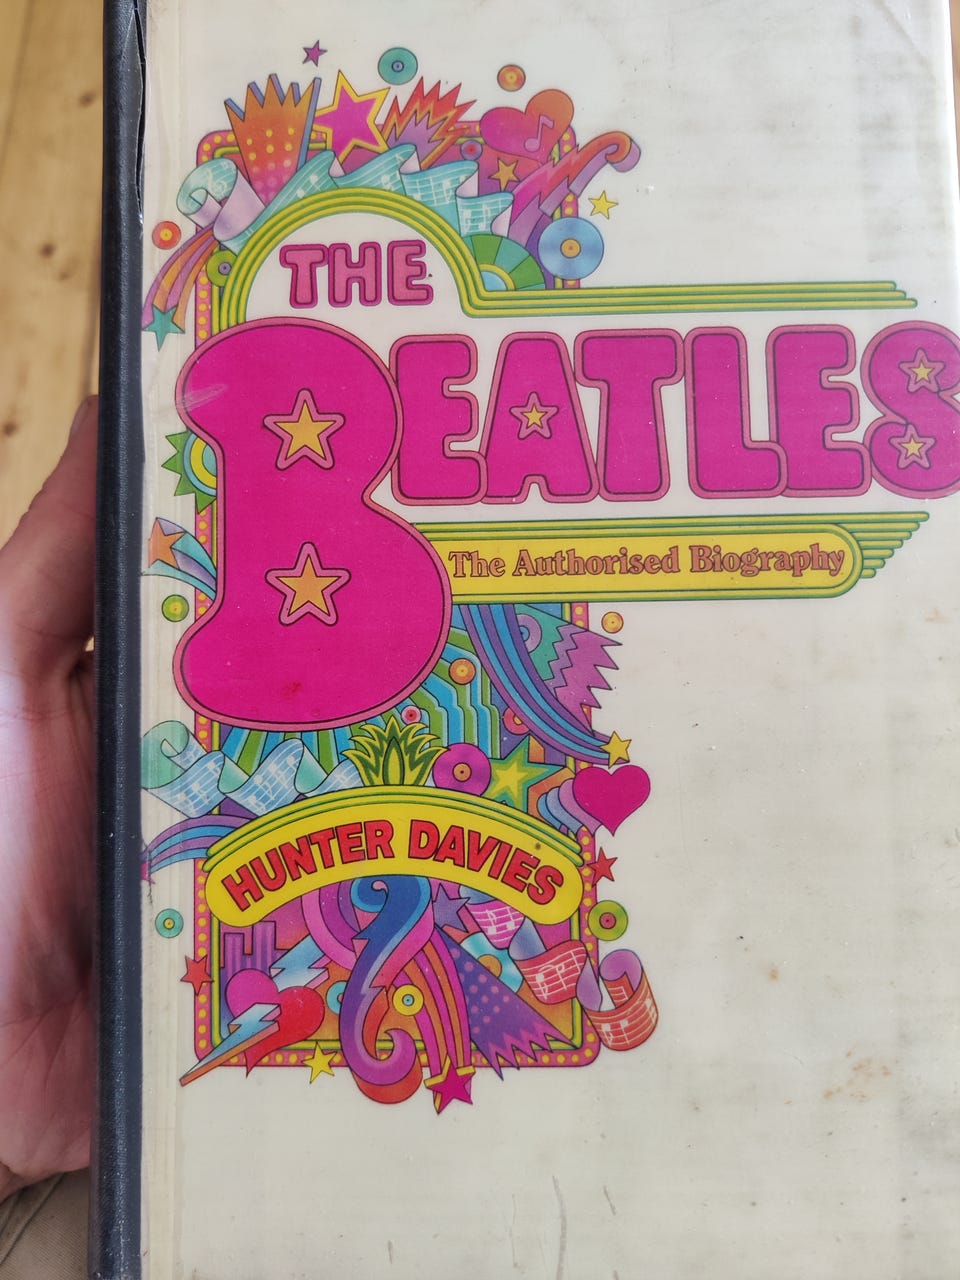 THE
BEATLES
The Authorised Biography
HUNTER DAVIES